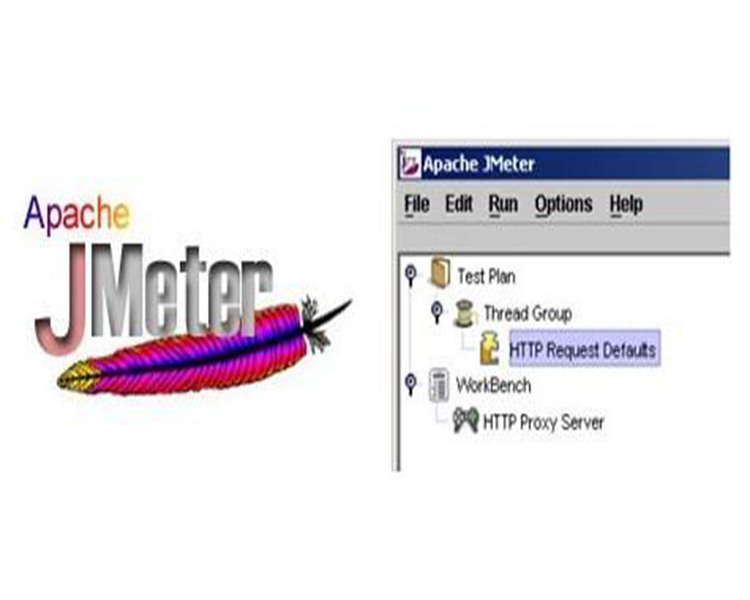 Apache
JMeter
Apache JMeter
File Edit Run Options Help
Test Plan
Thread Group
HTTP Request Defaults
WorkBench
HTTP Proxy Server